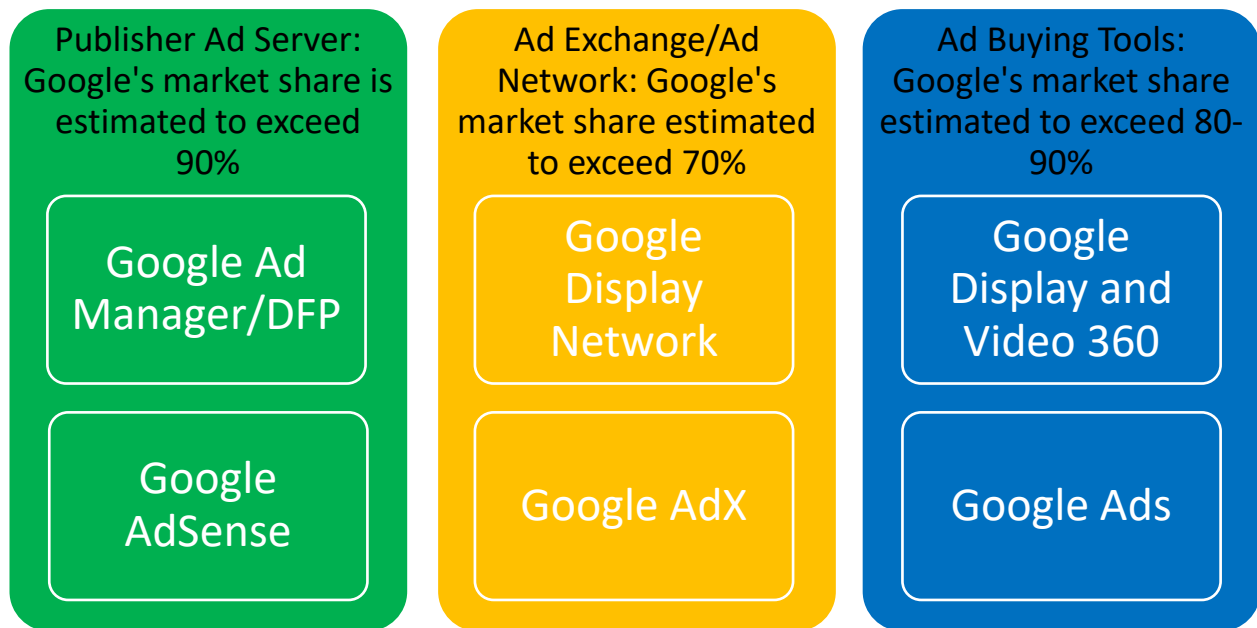 Publisher Ad Server:
Google's market share is
estimated to exceed
90%
Google Ad
Manager/DFP
Google
AdSense
Ad Exchange/Ad
Network: Google's
market share estimated
to exceed 70%
Google
Display
Network
Google AdX
Ad Buying Tools:
Google's market share
estimated to exceed 80-
90%
Google
Display and
Video 360
Google Ads